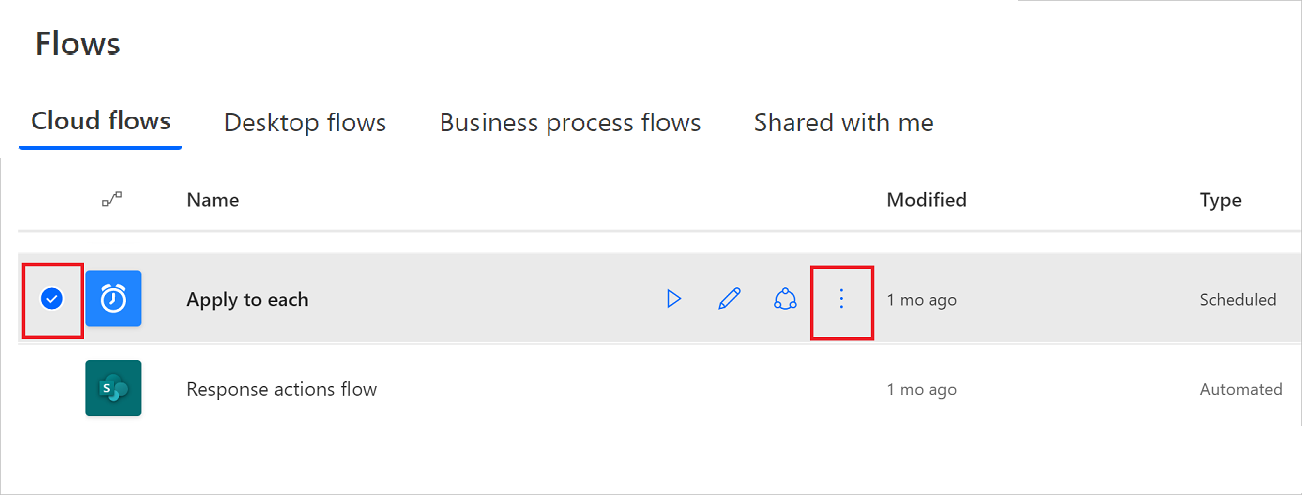 Flows
Cloud flows Desktop flows Business process flows Shared with me
Name Modified Type
Apply to each 1 mo ago Scheduled
S
Response actions flow 1 mo ago Automated